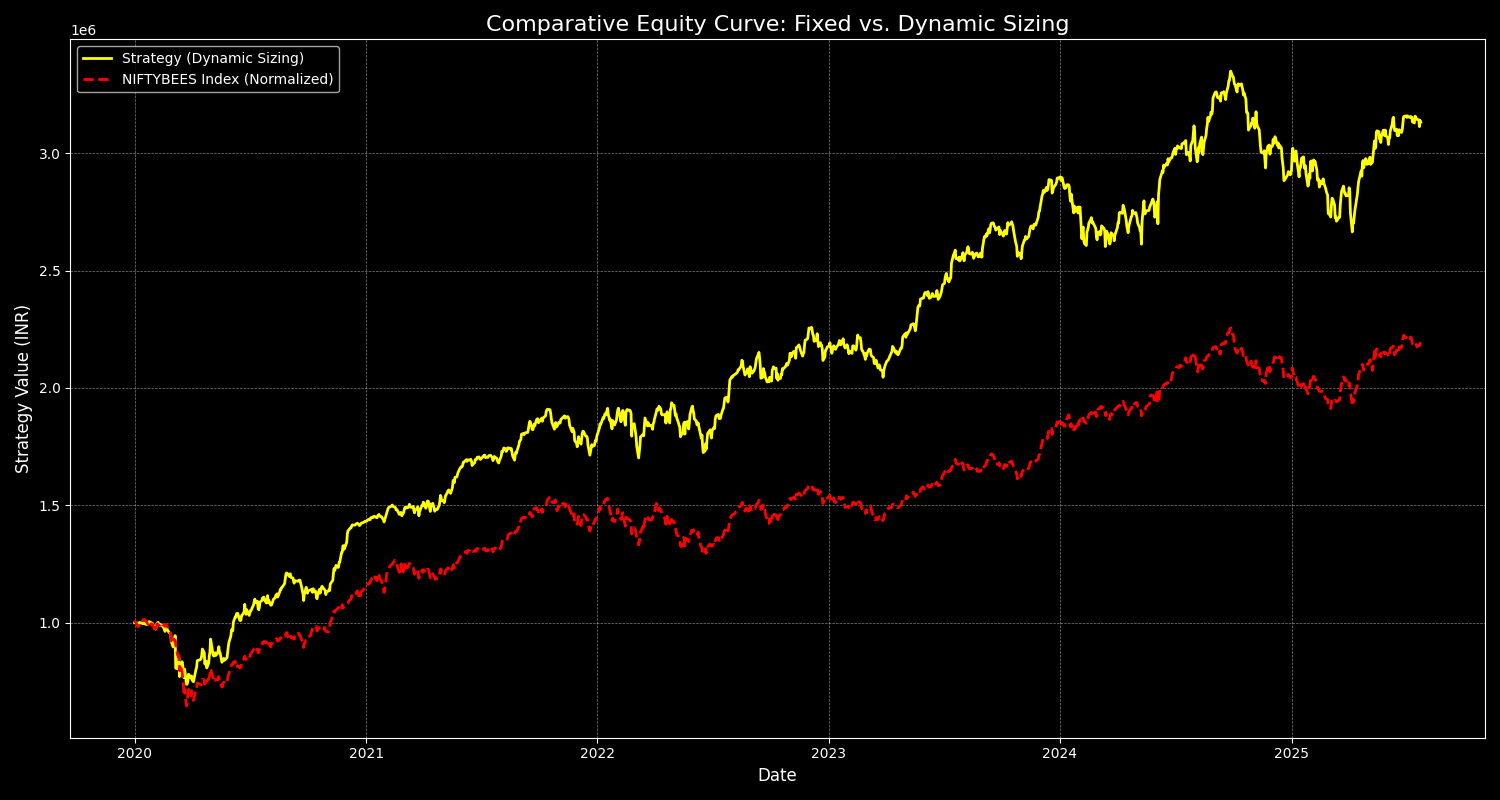 Comparative Equity Curve: Fixed vs. Dynamic Sizing
1e6
Strategy (Dynamic Sizing)
NIFTYBEES Index (Normalized)
3.0
2.5
2.0
1.5
1.0
Strategy Value (INR)
2020 2021 2022 2023 2024 2025
Date